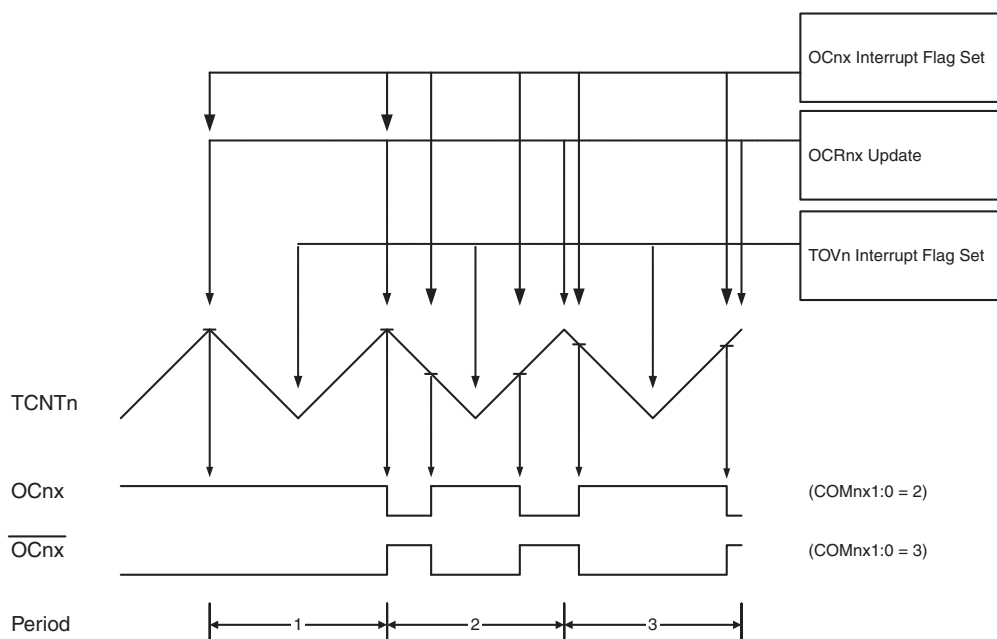 OCnx Interrupt Flag Set
OCRnx Update
TOVn Interrupt Flag Set
TCNTn
OCnx (COMnx1:0 = 2)
OCnx (COMnx1:0 = 3)
Period 1 2 3